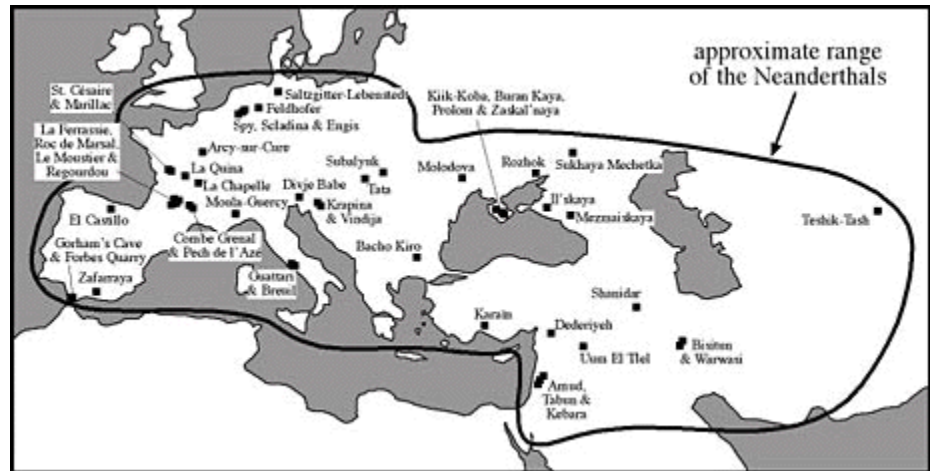 approximate range
of the Neanderthals
St. Césaire
& Marillac
Saltzgitter-Lebenstedt
Feldhofer
Spy, Scladina & Engis
Kiik-Koba, Buran Kaya,
Prolom & Zaskal'naya
La Ferrassie,
Roc de Marsal,
Le Moustier &
Regourdou
Arcy-sur-Cure
La Quina
La Chapelle
Moula-Guercy
Subalyuk
Tata
Divje Babe
Krapina
& Vindija
Molodova
Rozhok
Sukhaya Mechetka
Il'skaya
Mezmaiskaya
Teshik-Tash
El Castillo
Gorham's Cave
& Forbes Quarry
Zafarraya
Combe Grenal
& Pech de l'Azé
Guattari
& Breuil
Bacho Kiro
Karain
Shanidar
Dederiyeh
Uum El Tlel
Bisitun
& Warwasi
Amud,
Tabun &
Kebara